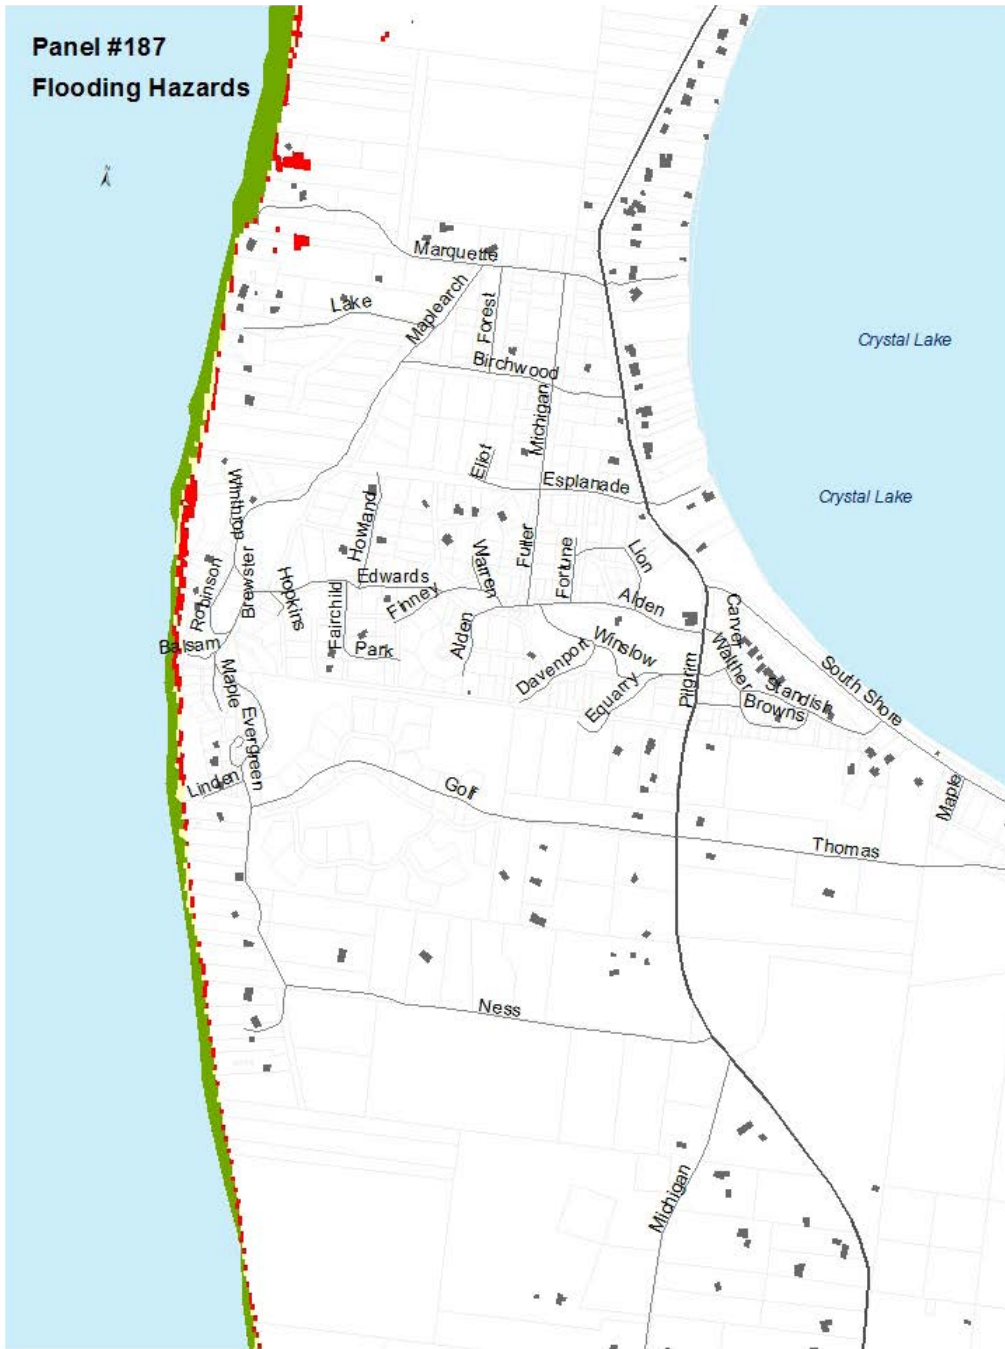 Panel #187
Flooding Hazards
N
Marquette
Lake
Maplearch
Forest
Crystal Lake
Birchwood
Michigan
Eliot
Esplanade
Crystal Lake
Winthrop
Howland
Fuller
Fortune
Lion
Warren
Robinson
Brewster
Hopkins
Edwards
Fairchild
Finney
Alden
Alden
Carver
Balsam
Park
Winslow
Davenport
Walther
South Shore
Maple
Equarry
Pilgrim
Standish
Browns
Evergreen
Linden
Golf
Maple
Thomas
Ness
Michigan